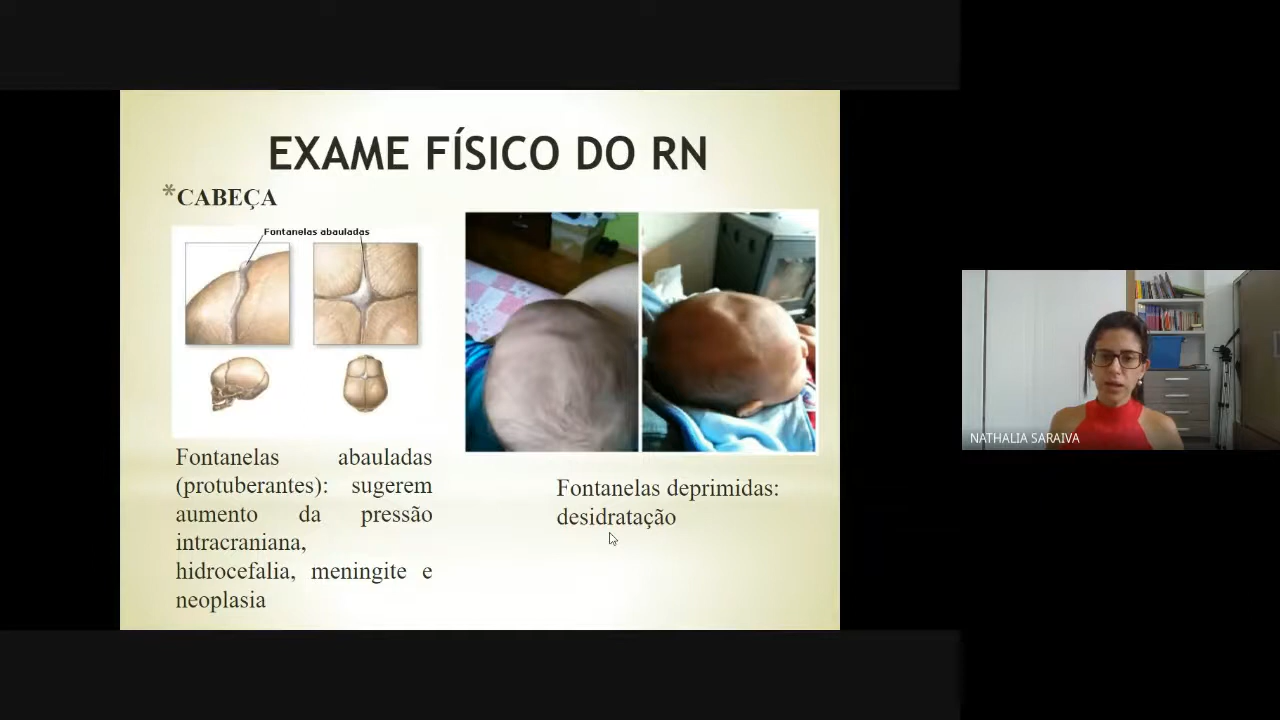 EXAME FÍSICO DO RN
*CABEÇA
Fontanelas abauladas
Fontanelas abauladas
(protuberantes): sugerem
aumento da pressão
intracraniana,
hidrocefalia, meningite e
neoplasia
Fontanelas deprimidas:
desidratação
NATHALIA SARAIVA